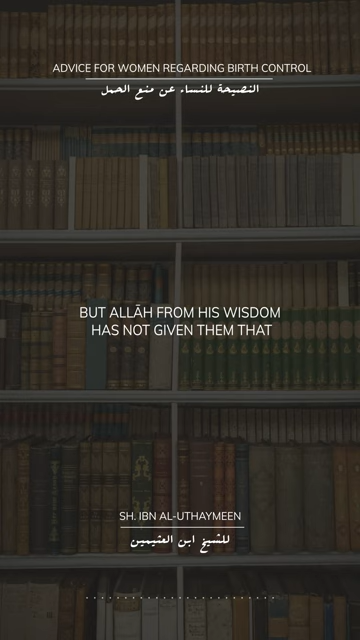 ADVICE FOR WOMEN REGARDING BIRTH CONTROL
النصيحة للنساء عن منع الحمل
BUT ALLĀH FROM HIS WISDOM
HAS NOT GIVEN THEM THAT
SH. IBN AL-UTHAYMEEN
للشيخ ابن العثيمين